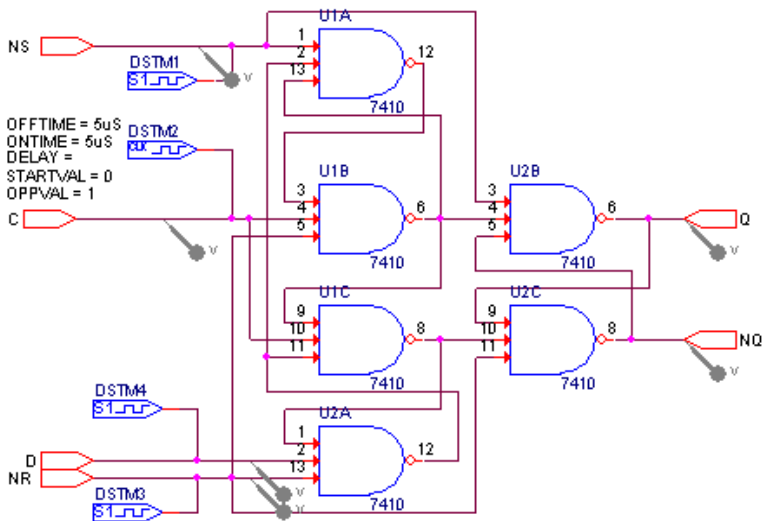 U1A
NS
1
2
13
12
7410
DSTM1
S1
V
OFFTIME = 5uS
ONTIME = 5uS
DELAY =
STARTVAL = 0
OPPVAL = 1
DSTM2
CLK
U1B
3
4
5
6
7410
U2B
3
4
5
6
7410
C
V
Q
V
U1C
9
10
11
8
7410
U2C
9
10
11
8
7410
NQ
V
DSTM4
S1
U2A
1
2
13
12
7410
D
NR
V
V
DSTM3
S1